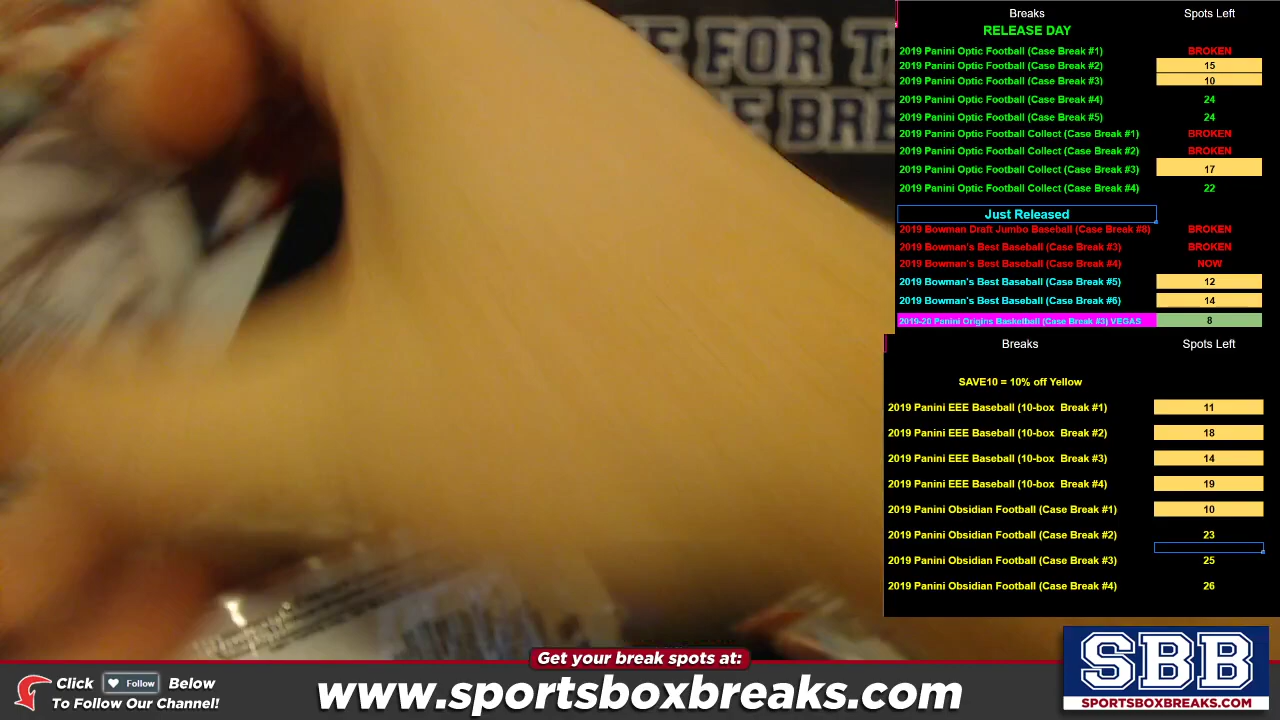 E FOR T
E BRE
Breaks Spots Left
RELEASE DAY
2019 Panini Optic Football (Case Break #1) BROKEN
2019 Panini Optic Football (Case Break #2) 15
2019 Panini Optic Football (Case Break #3) 10
2019 Panini Optic Football (Case Break #4) 24
2019 Panini Optic Football (Case Break #5) 24
2019 Panini Optic Football Collect (Case Break #1) BROKEN
2019 Panini Optic Football Collect (Case Break #2) BROKEN
2019 Panini Optic Football Collect (Case Break #3) 17
2019 Panini Optic Football Collect (Case Break #4) 22
Just Released
2019 Bowman Draft Jumbo Baseball (Case Break #8) BROKEN
2019 Bowman's Best Baseball (Case Break #3) BROKEN
2019 Bowman's Best Baseball (Case Break #4) NOW
2019 Bowman's Best Baseball (Case Break #5) 12
2019 Bowman's Best Baseball (Case Break #6) 14
2019-20 Panini Origins Basketball (Case Break #3) VEGAS 8
Breaks Spots Left
SAVE10 = 10% off Yellow
2019 Panini EEE Baseball (10-box Break #1) 11
2019 Panini EEE Baseball (10-box Break #2) 18
2019 Panini EEE Baseball (10-box Break #3) 14
2019 Panini EEE Baseball (10-box Break #4) 19
2019 Panini Obsidian Football (Case Break #1) 10
2019 Panini Obsidian Football (Case Break #2) 23
2019 Panini Obsidian Football (Case Break #3) 25
2019 Panini Obsidian Football (Case Break #4) 26
Get your break spots at:
Click Follow Below
To Follow Our Channel!
www.sportsboxbreaks.com
SBB
SPORTSBOXBREAKS.COM